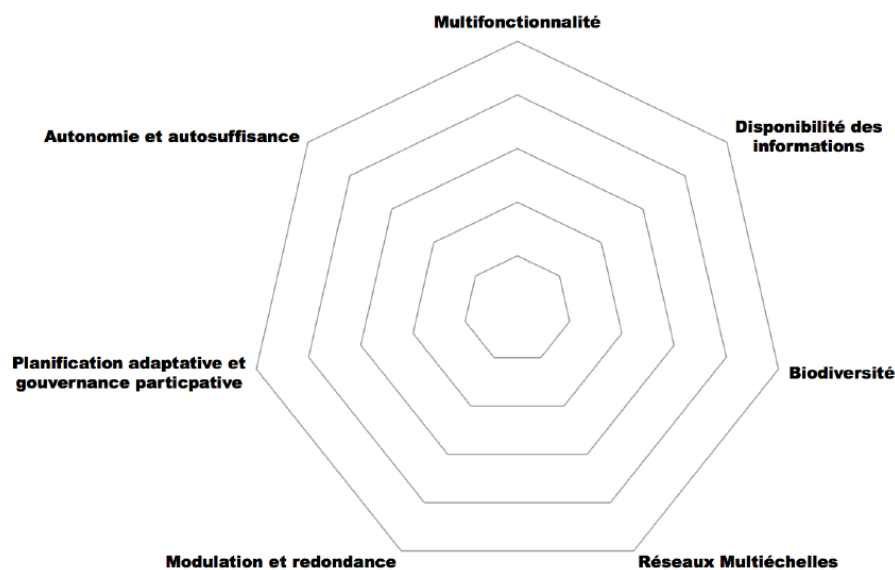 Multifonctionnalité
Disponibilité des
informations
Autonomie et autosuffisance
Planification adaptative et
gouvernance particpative
Biodiversité
Modulation et redondance
Réseaux Multiéchelles